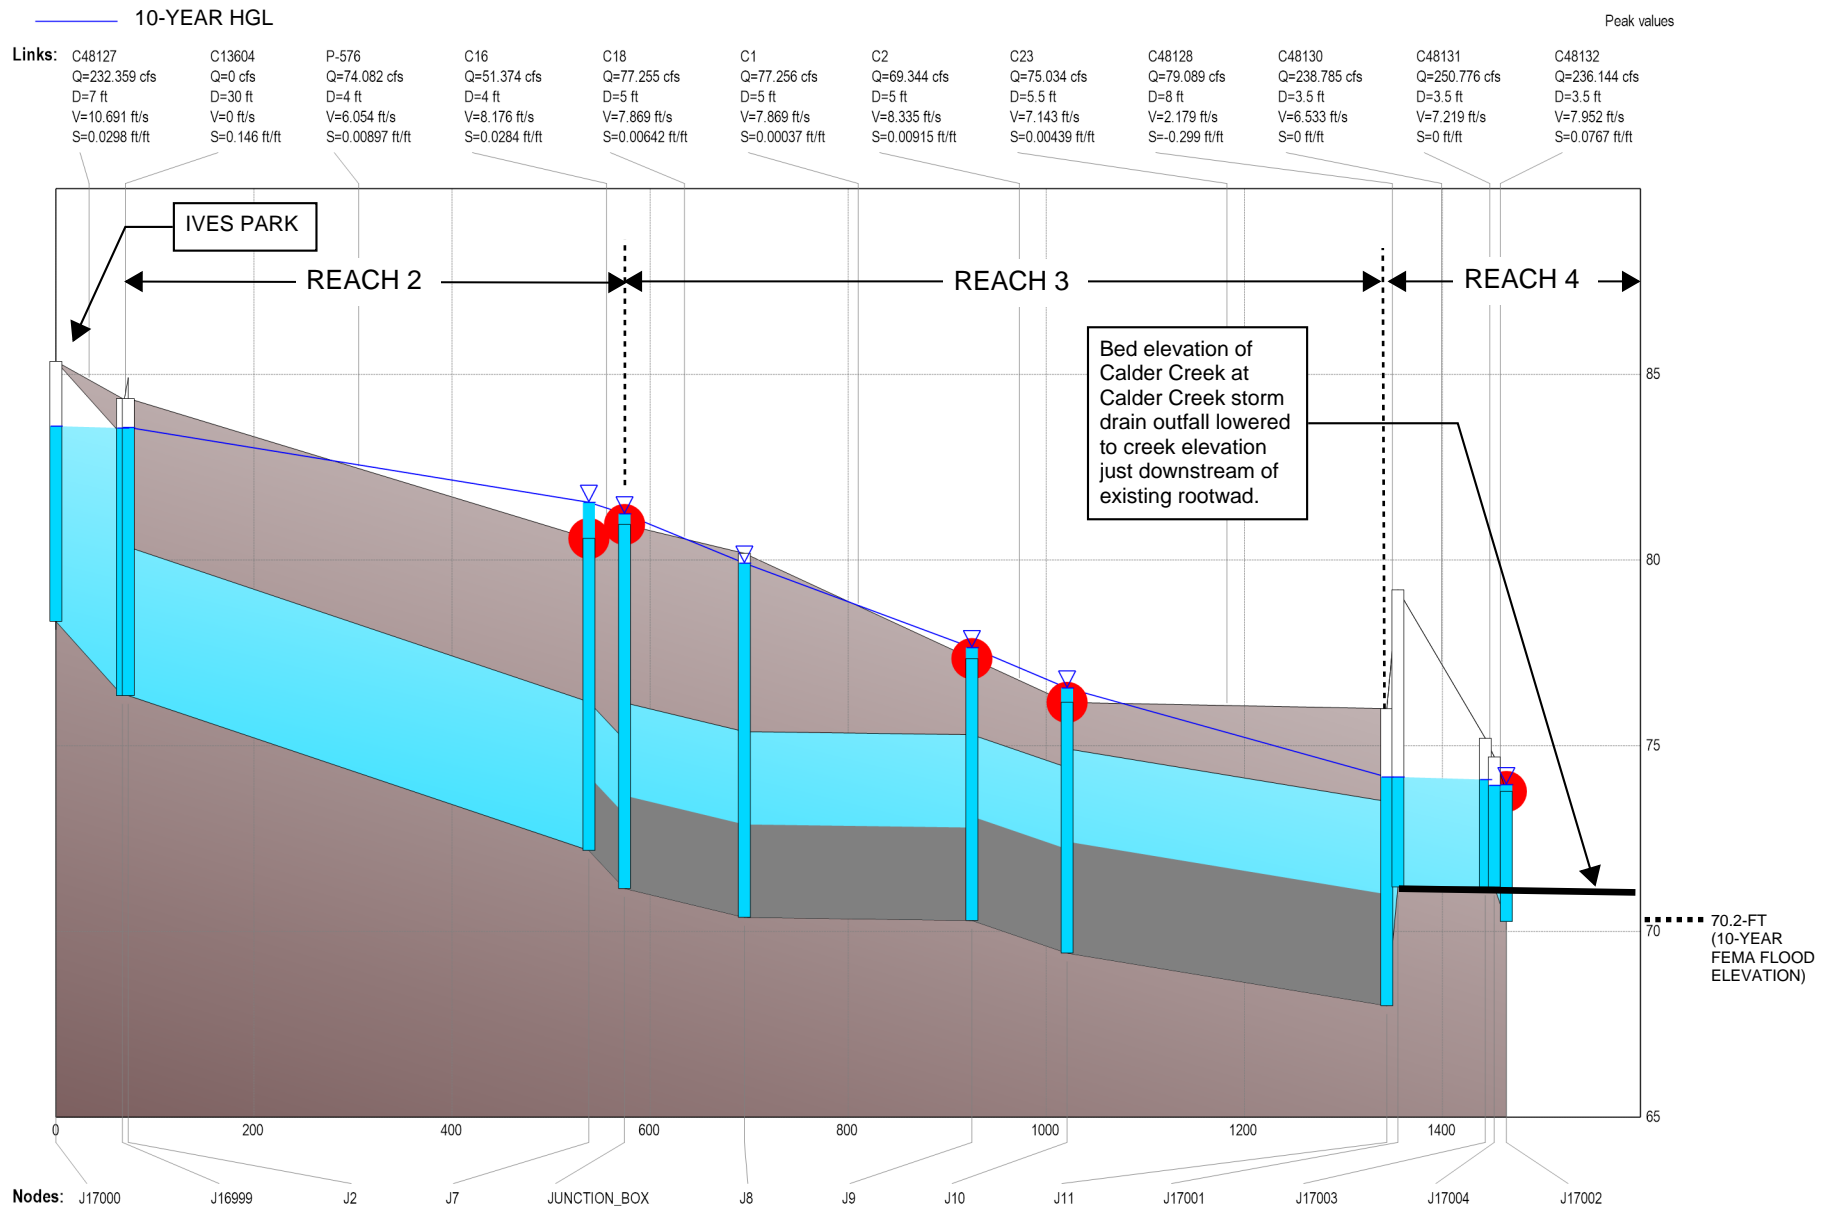 10-YEAR HGL
Peak values
Links: C48127 C13604 P-576 C16 C18 C1 C2 C23 C48128 C48130 C48131 C48132
Q=232.359 cfs Q=0 cfs Q=74.082 cfs Q=51.374 cfs Q=77.255 cfs Q=77.256 cfs Q=69.344 cfs Q=75.034 cfs Q=79.089 cfs Q=238.785 cfs Q=250.776 cfs Q=236.144 cfs
D=7 ft D=30 ft D=4 ft D=4 ft D=5 ft D=5 ft D=5 ft D=5.5 ft D=8 ft D=3.5 ft D=3.5 ft D=3.5 ft
V=10.691 ft/s V=0 ft/s V=6.054 ft/s V=8.176 ft/s V=7.869 ft/s V=7.869 ft/s V=8.335 ft/s V=7.143 ft/s V=2.179 ft/s V=6.533 ft/s V=7.219 ft/s V=7.952 ft/s
S=0.0298 ft/ft S=0.146 ft/ft S=0.00897 ft/ft S=0.0284 ft/ft S=0.00642 ft/ft S=0.00037 ft/ft S=0.00915 ft/ft S=0.00439 ft/ft S=-0.299 ft/ft S=0 ft/ft S=0 ft/ft S=0.0767 ft/ft
IVES PARK
REACH 2 REACH 3 REACH 4
Bed elevation of
Calder Creek at
Calder Creek storm
drain outfall lowered
to creek elevation
just downstream of
existing rootwad.
85
80
75
70
65
70.2-FT
(10-YEAR
FEMA FLOOD
ELEVATION)
0 200 400 600 800 1000 1200 1400
Nodes: J17000 J16999 J2 J7 JUNCTION_BOX J8 J9 J10 J11 J17001 J17003 J17004 J17002